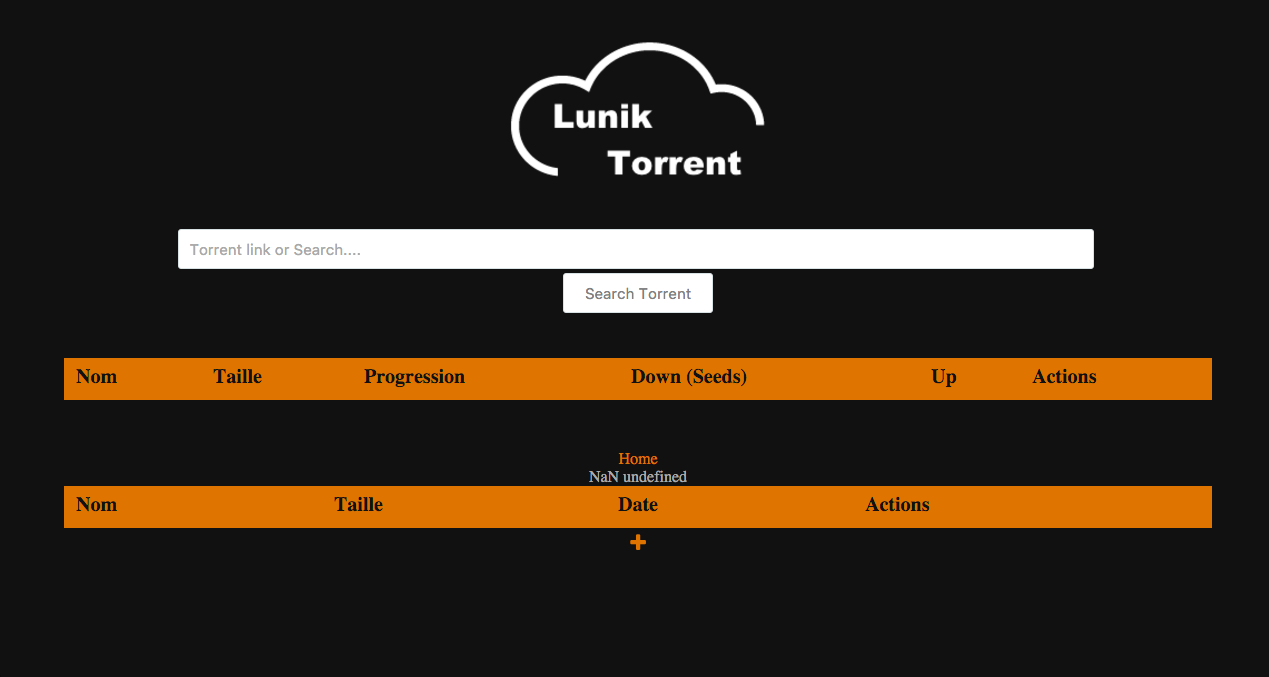 Lunik
Torrent
Torrent link or Search....
Search Torrent
Nom Taille Progression Down (Seeds) Up Actions
Home
NaN undefined
Nom Taille Date Actions